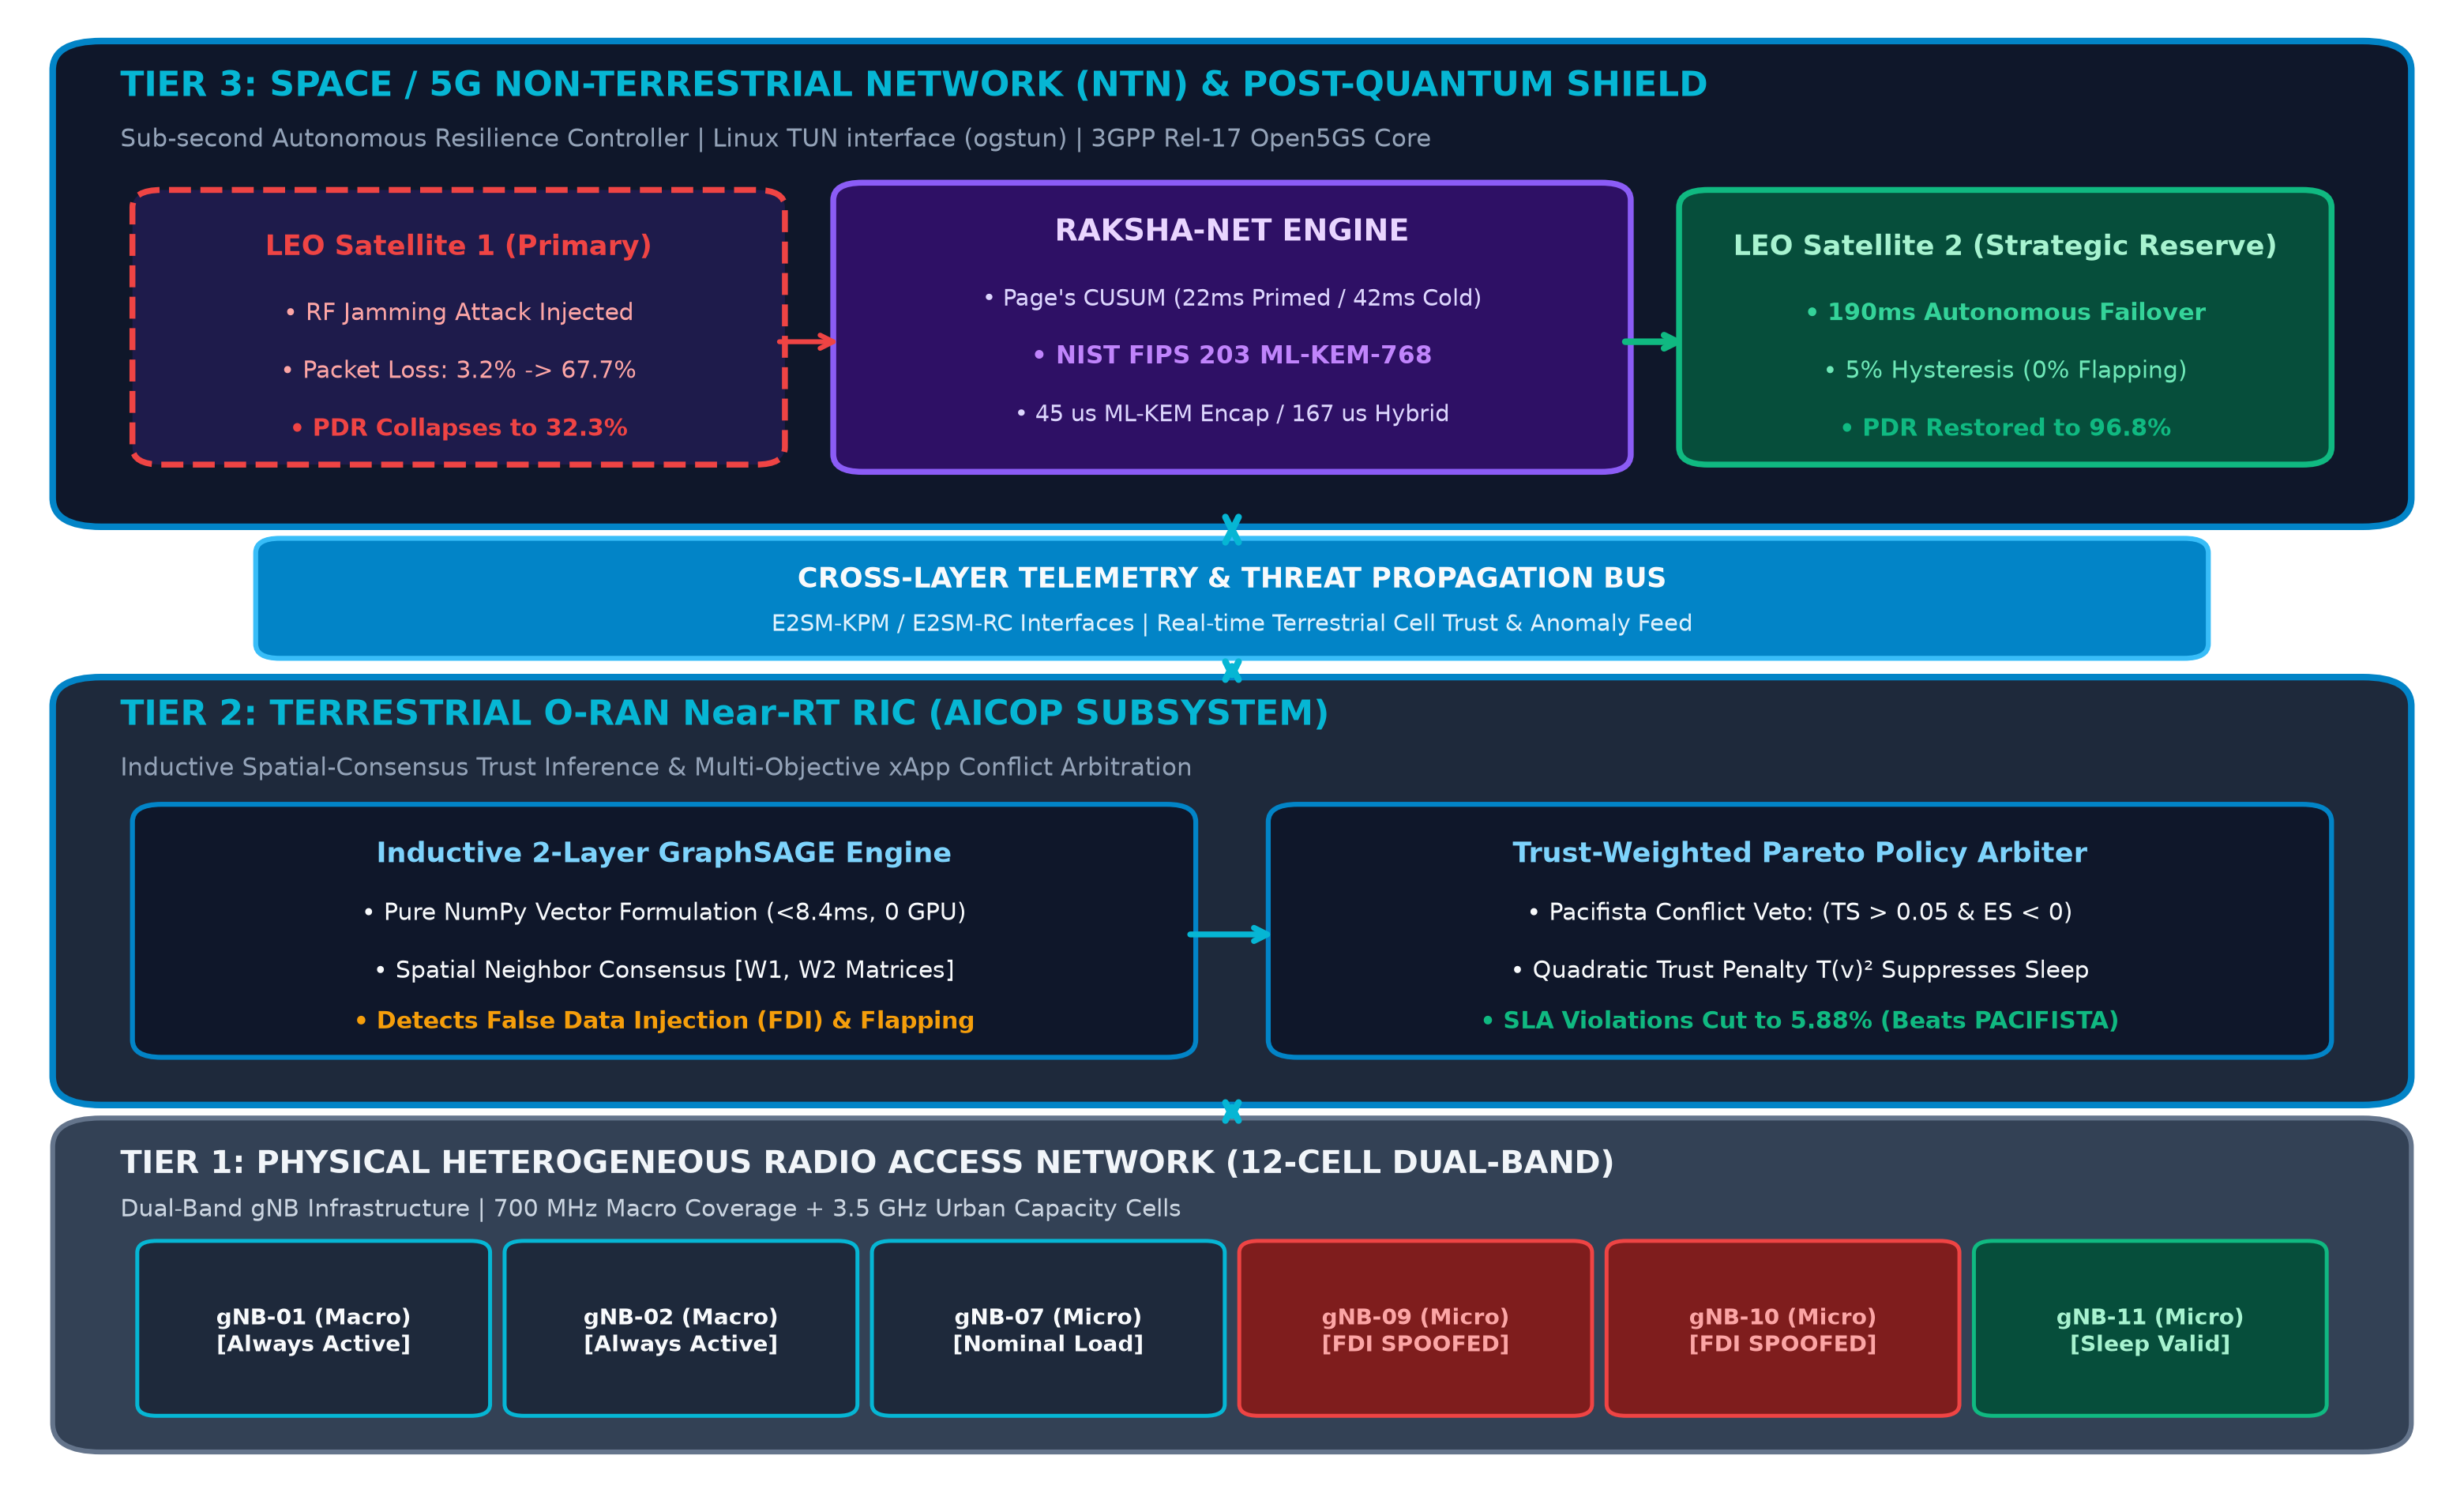 TIER 3: SPACE / 5G NON-TERRESTRIAL NETWORK (NTN) & POST-QUANTUM SHIELD
Sub-second Autonomous Resilience Controller | Linux TUN interface (ogstun) | 3GPP Rel-17 Open5GS Core
LEO Satellite 1 (Primary)
• RF Jamming Attack Injected
• Packet Loss: 3.2% -> 67.7%
• PDR Collapses to 32.3%
RAKSHA-NET ENGINE
• Page's CUSUM (22ms Primed / 42ms Cold)
• NIST FIPS 203 ML-KEM-768
• 45 us ML-KEM Encap / 167 us Hybrid
LEO Satellite 2 (Strategic Reserve)
• 190ms Autonomous Failover
• 5% Hysteresis (0% Flapping)
• PDR Restored to 96.8%
CROSS-LAYER TELEMETRY & THREAT PROPAGATION BUS
E2SM-KPM / E2SM-RC Interfaces | Real-time Terrestrial Cell Trust & Anomaly Feed
TIER 2: TERRESTRIAL O-RAN Near-RT RIC (AICOP SUBSYSTEM)
Inductive Spatial-Consensus Trust Inference & Multi-Objective xApp Conflict Arbitration
Inductive 2-Layer GraphSAGE Engine
• Pure NumPy Vector Formulation (<8.4ms, 0 GPU)
• Spatial Neighbor Consensus [W1, W2 Matrices]
• Detects False Data Injection (FDI) & Flapping
Trust-Weighted Pareto Policy Arbiter
• Pacifista Conflict Veto: (TS > 0.05 & ES < 0)
• Quadratic Trust Penalty T(v)² Suppresses Sleep
• SLA Violations Cut to 5.88% (Beats PACIFISTA)
TIER 1: PHYSICAL HETEROGENEOUS RADIO ACCESS NETWORK (12-CELL DUAL-BAND)
Dual-Band gNB Infrastructure | 700 MHz Macro Coverage + 3.5 GHz Urban Capacity Cells
gNB-01 (Macro)
[Always Active]
gNB-02 (Macro)
[Always Active]
gNB-07 (Micro)
[Nominal Load]
gNB-09 (Micro)
[FDI SPOOFED]
gNB-10 (Micro)
[FDI SPOOFED]
gNB-11 (Micro)
[Sleep Valid]